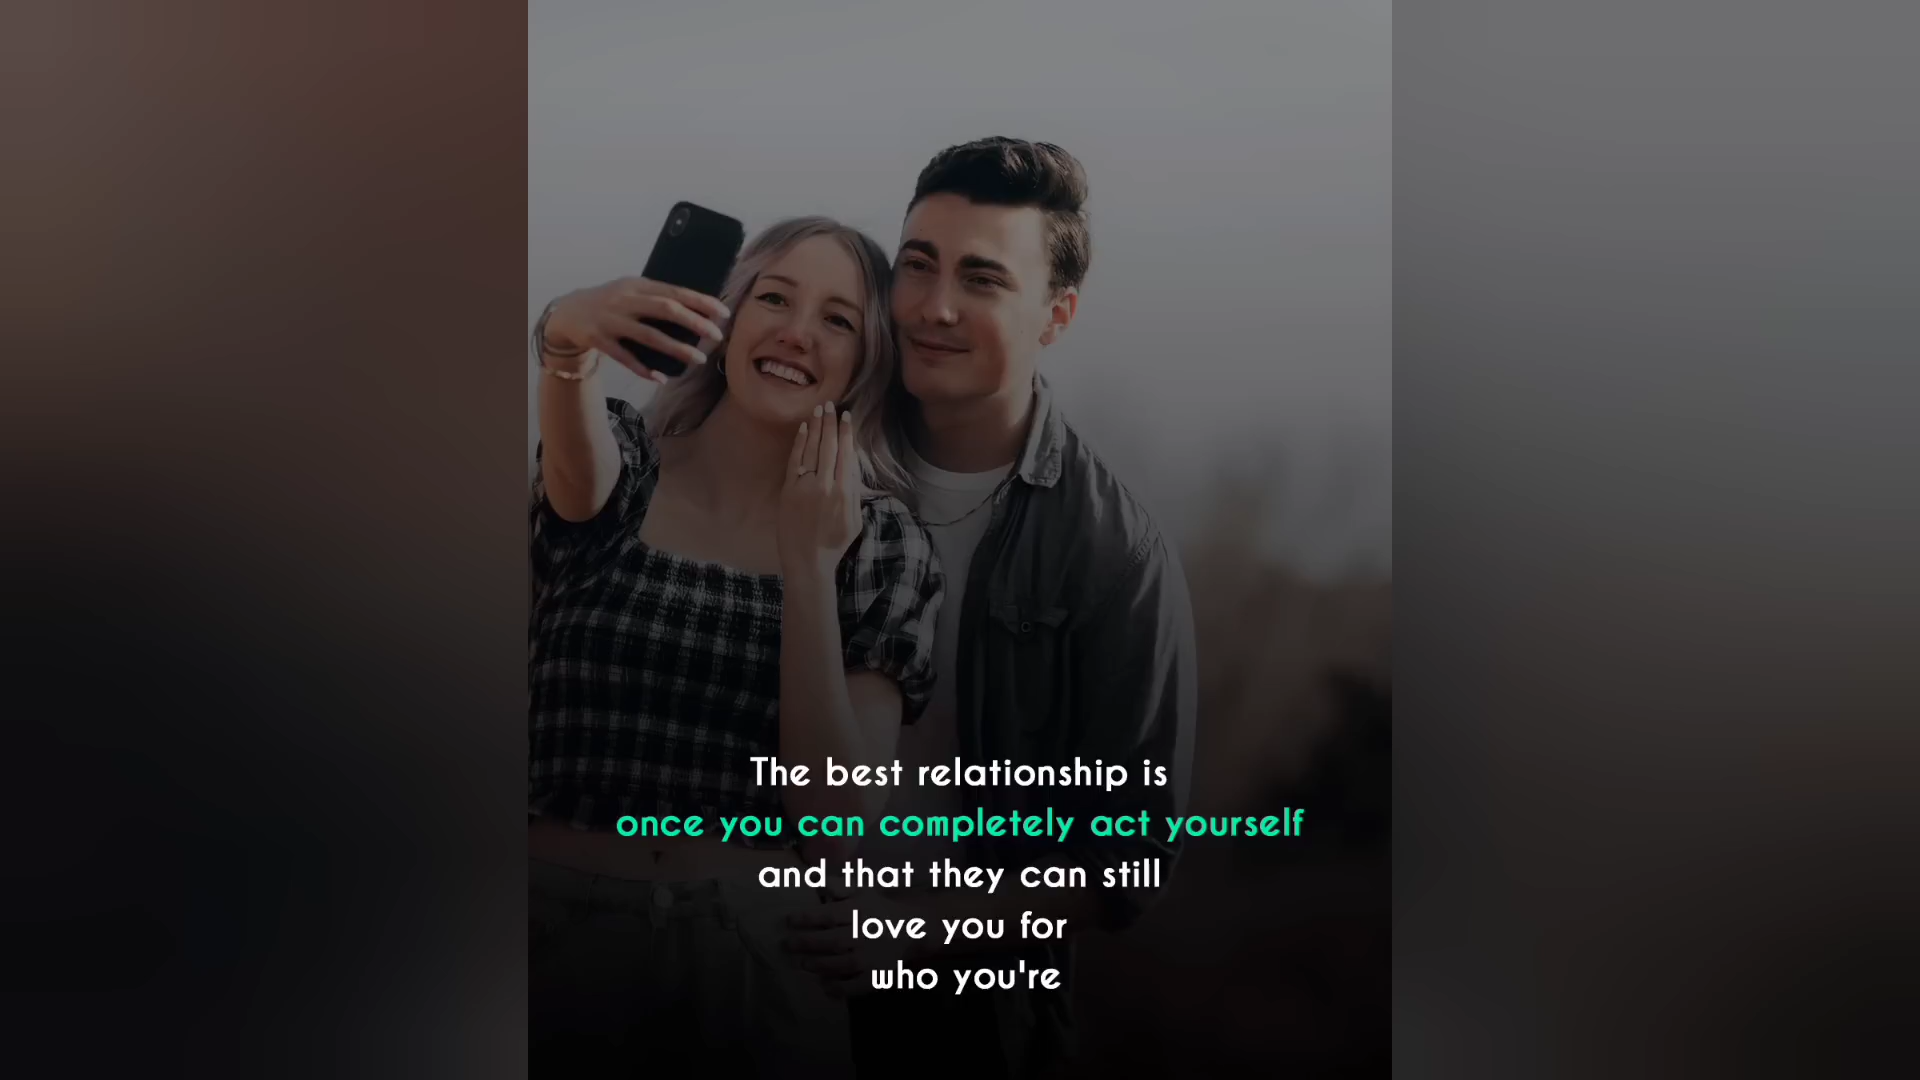 The best relationship is
once you can completely act yourself
and that they can still
love you for
who you're